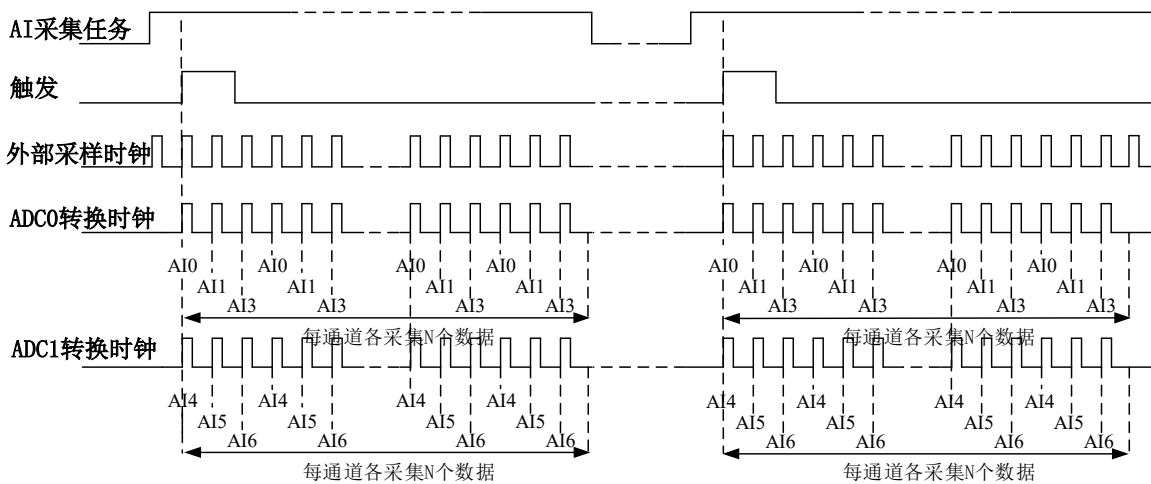 AI采集任务
触发
外部采样时钟
ADC0转换时钟
AI0 AI0 AI0 AI0 AI0 AI0 AI0 AI0
AI1 AI1 AI1 AI1 AI1 AI1 AI1 AI1
AI3 AI3 AI3 AI3 AI3 AI3 AI3 AI3
每通道各采集N个数据 每通道各采集N个数据
ADC1转换时钟
AI4 AI4 AI4 AI4 AI4 AI4 AI4 AI4
AI5 AI5 AI5 AI5 AI5 AI5 AI5 AI5
AI6 AI6 AI6 AI6 AI6 AI6 AI6 AI6
每通道各采集N个数据 每通道各采集N个数据